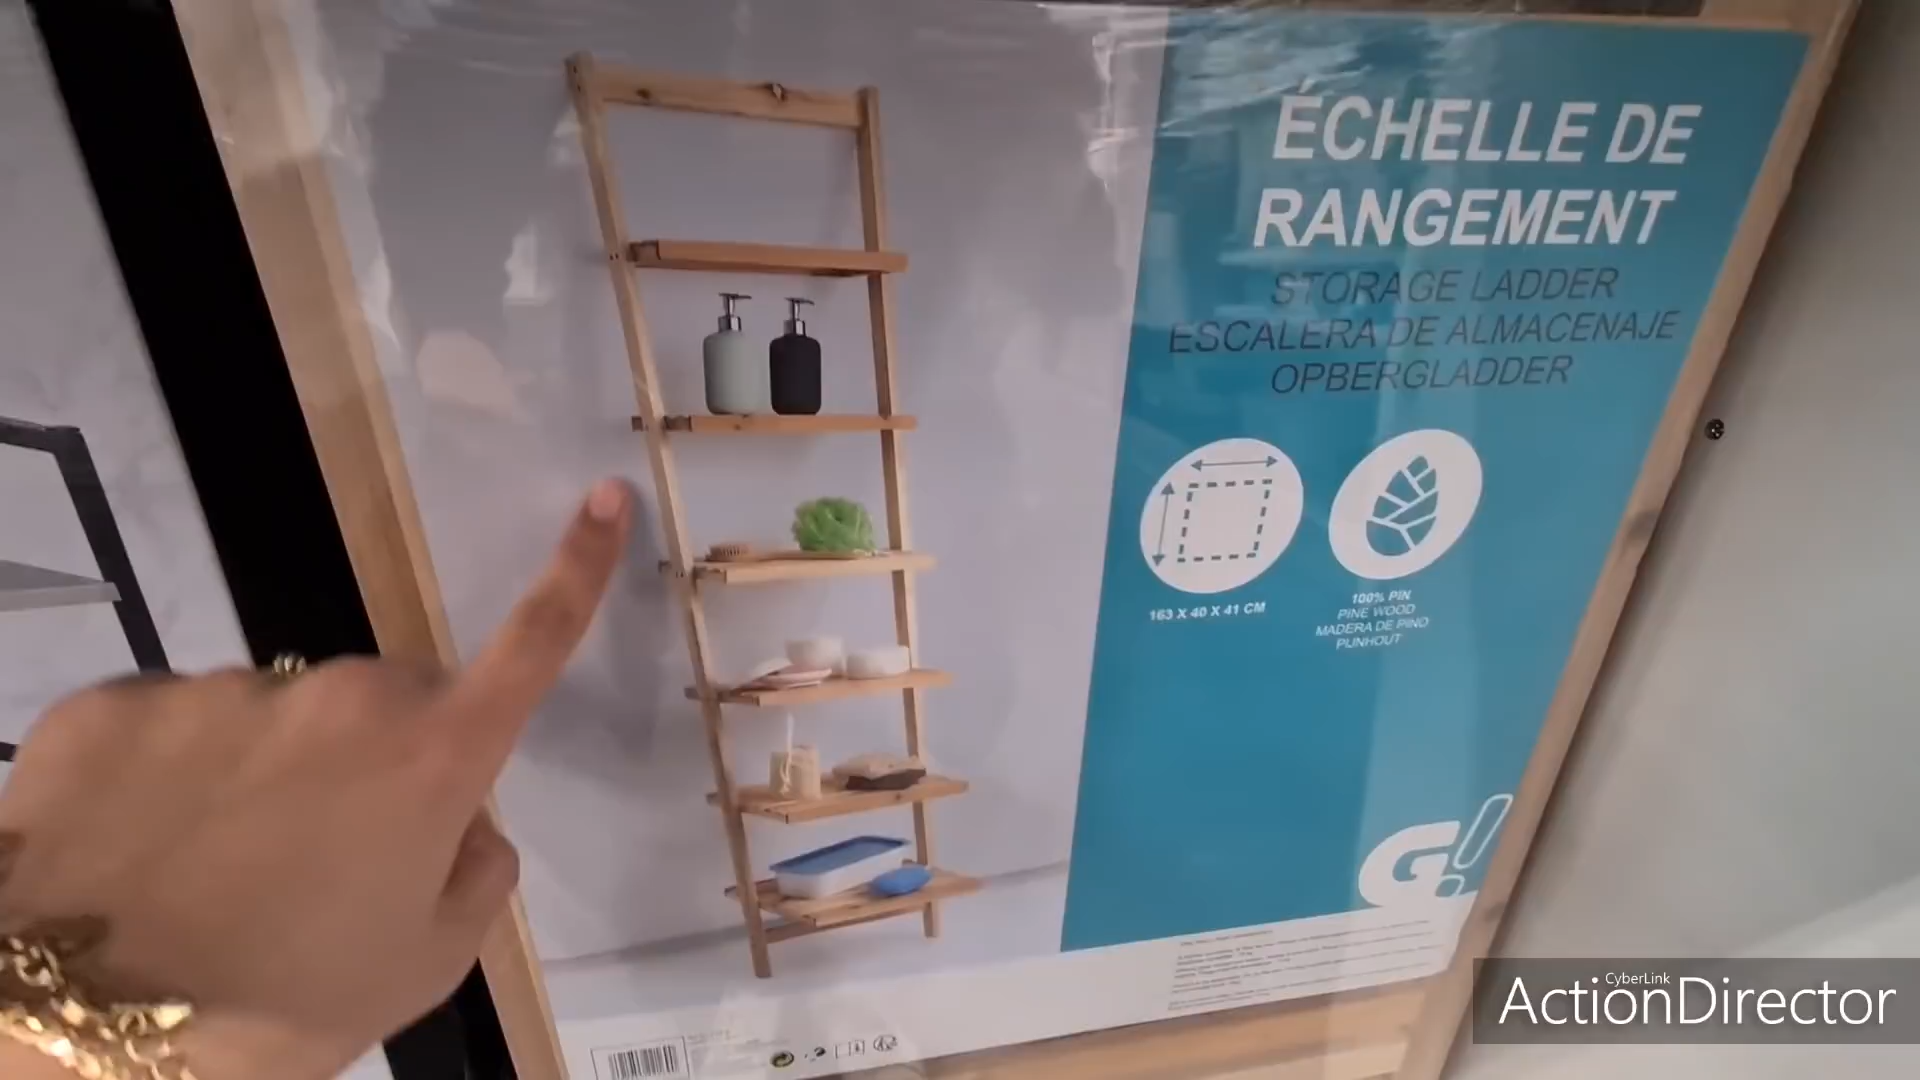 ÉCHELLE DE
RANGEMENT
STORAGE LADDER
ESCALERA DE ALMACENAJE
OPBERGLADDER
163 X 40 X 41 CM
100% PIN
PINE WOOD
MADERA DE PINO
PIJNHOUT
G!
CyberLink
ActionDirector